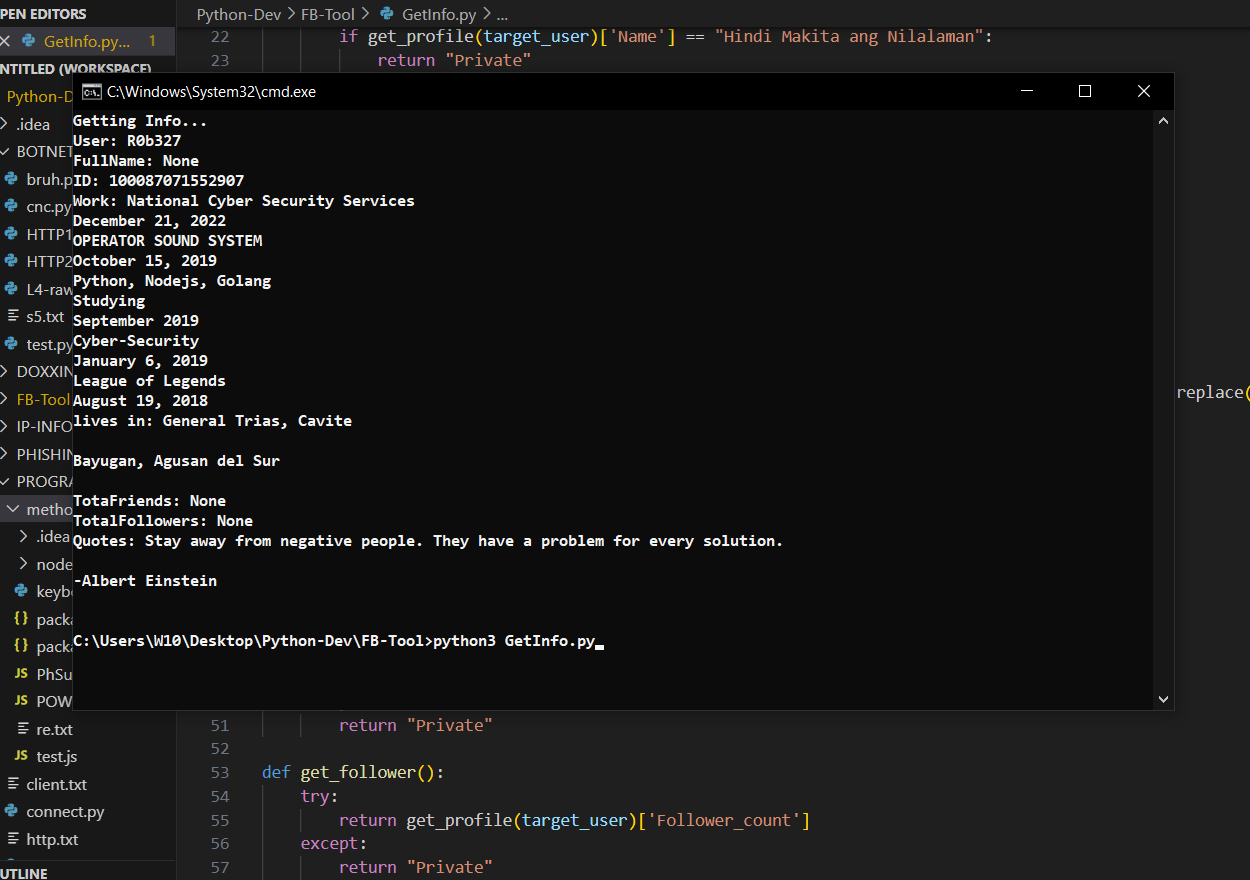 PEN EDITORS
GetInfo.py... 1
NTITLED (WORKSPACE)
Python-D
.idea
BOTNET
bruh.p
cnc.py
HTTP1
HTTP2
L4-raw
s5.txt
test.py
DOXXIN
FB-Tool
IP-INFO
PHISHIN
PROGRA
metho
.idea
node
keybo
packa
packa
PhSu
POW
re.txt
test.js
client.txt
connect.py
http.txt
UTLINE
Python-Dev > FB-Tool > GetInfo.py > ...
22 if get_profile(target_user)['Name'] == "Hindi Makita ang Nilalaman":
23 return "Private"
C:\Windows\System32\cmd.exe
Getting Info...
User: R0b327
FullName: None
ID: 100087071552907
Work: National Cyber Security Services
December 21, 2022
OPERATOR SOUND SYSTEM
October 15, 2019
Python, Nodejs, Golang
Studying
September 2019
Cyber-Security
January 6, 2019
League of Legends
August 19, 2018
lives in: General Trias, Cavite
Bayugan, Agusan del Sur
TotaFriends: None
TotalFollowers: None
Quotes: Stay away from negative people. They have a problem for every solution.
-Albert Einstein
C:\Users\W10\Desktop\Python-Dev\FB-Tool>python3 GetInfo.py
replace(
51 return "Private"
52
53 def get_follower():
54 try:
55 return get_profile(target_user)['Follower_count']
56 except:
57 return "Private"